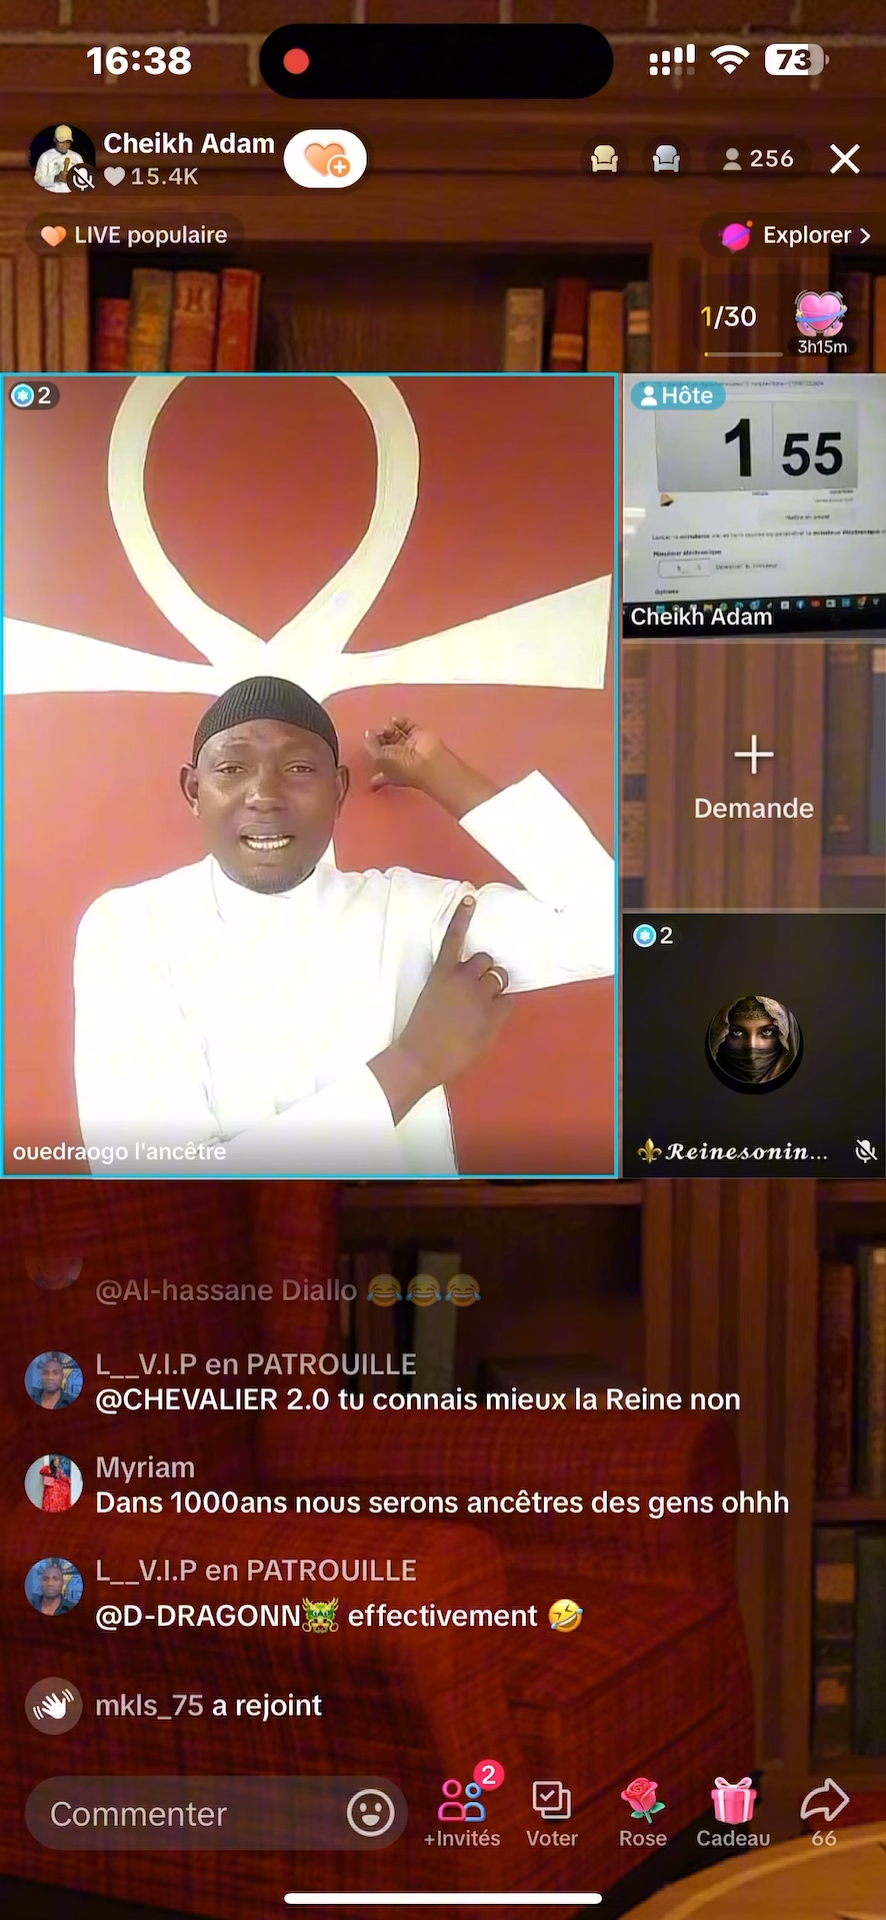 16:38
73
Cheikh Adam
15.4K
256
LIVE populaire
Explorer >
1/30
3h15m
2
Hôte
1 55
Cheikh Adam
Demande
2
ouedraogo l'ancêtre
⚜️𝓡𝓮𝓲𝓷𝓮𝓼𝓸𝓷𝓲𝓷...
@Al-hassane Diallo 😂😂😂
L__V.I.P en PATROUILLE
@CHEVALIER 2.0 tu connais mieux la Reine non
Myriam
Dans 1000ans nous serons ancêtres des gens ohhh
L__V.I.P en PATROUILLE
@D-DRAGONN🐲 effectivement 🤣
mkls_75 a rejoint
Commenter
2
+Invités
Voter
Rose
Cadeau
66